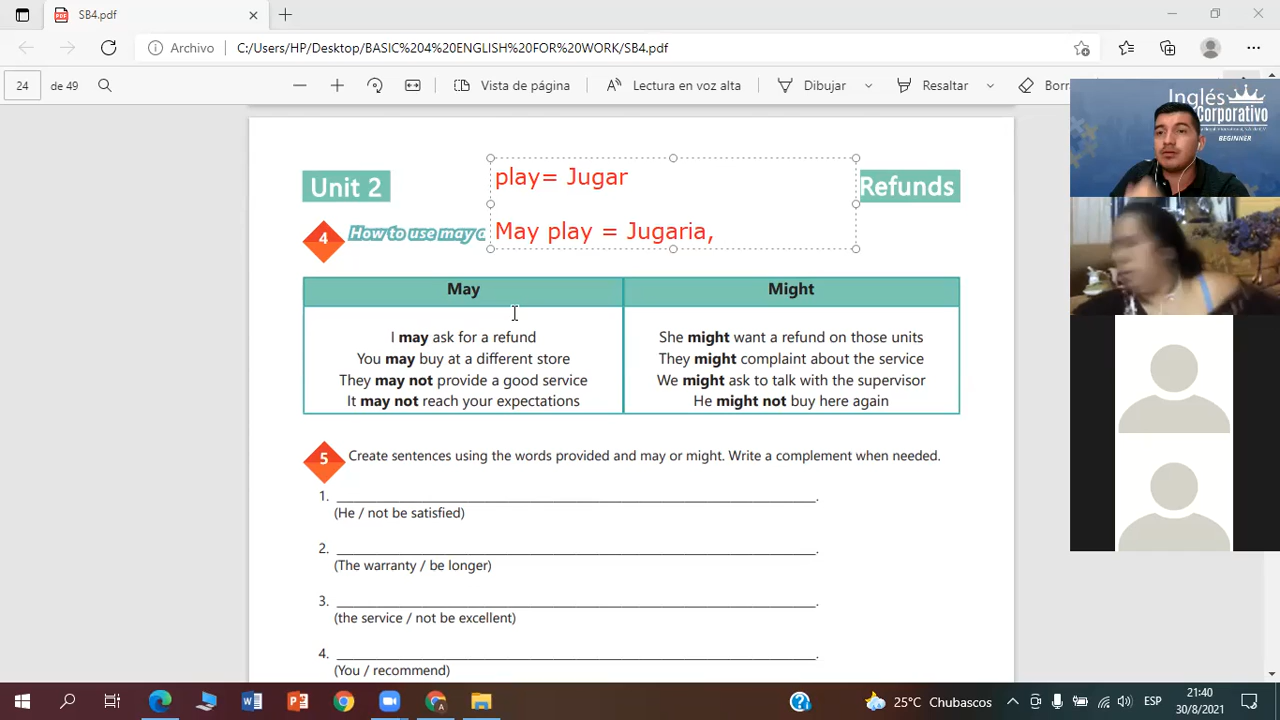 SB4.pdf
Archivo
C:/Users/HP/Desktop/BASIC%204%20ENGLISH%20FOR%20WORK/SB4.pdf
24
de 49
Vista de página
Lectura en voz alta
Dibujar
Resaltar
Borra
Inglés
Corporativo
BEGINNER
Unit 2
play= Jugar
Refunds
4
How to use may a
May play = Jugaria,
May
Might
I may ask for a refund
She might want a refund on those units
You may buy at a different store
They might complaint about the service
They may not provide a good service
We might ask to talk with the supervisor
It may not reach your expectations
He might not buy here again
5
Create sentences using the words provided and may or might. Write a complement when needed.
1. ______.
(He / not be satisfied)
2. ______.
(The warranty / be longer)
3. ______.
(the service / not be excellent)
4. ______.
(You / recommend)
25°C Chubascos
ESP
21:40
30/8/2021